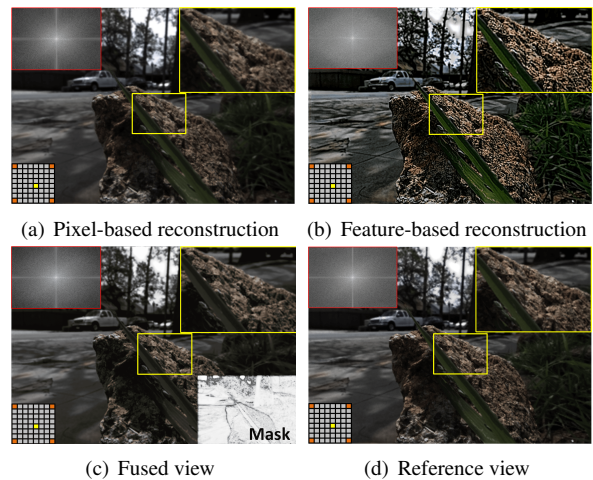 (a) Pixel-based reconstruction
(b) Feature-based reconstruction
Mask
(c) Fused view
(d) Reference view